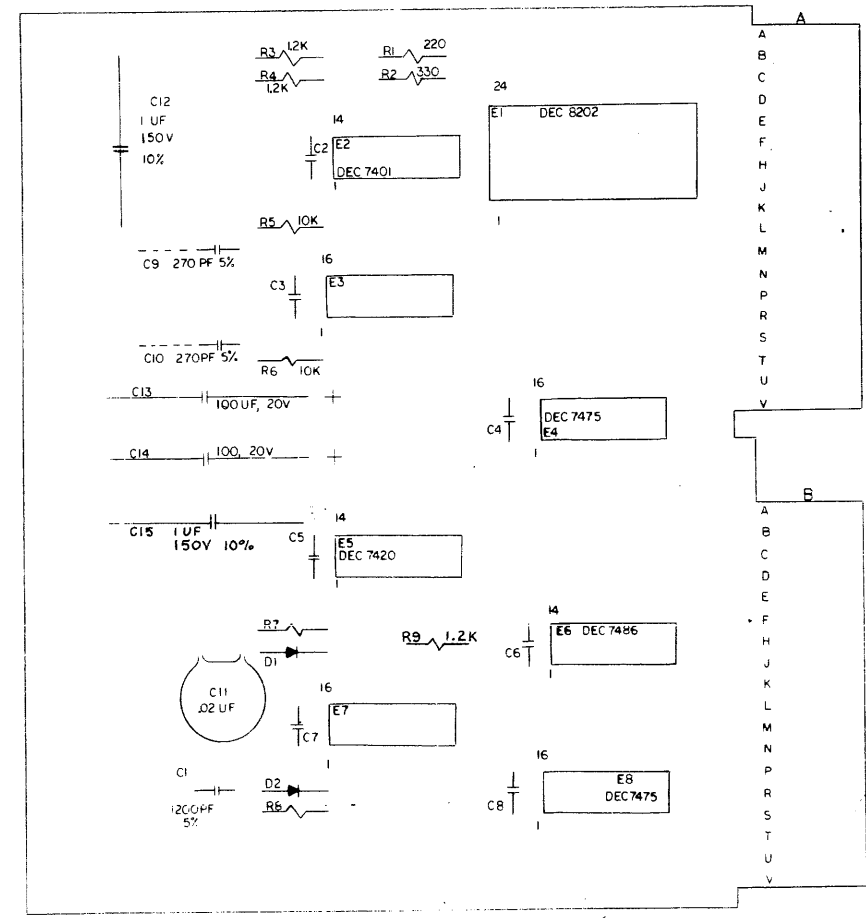 A
R3 1.2K
R1 220
R4 1.2K
R2 330
C12
1 UF
150V
10%
24
E1 DEC 8202
14
C2
E2
DEC 7401
1
1
R5 10K
C9 270 PF 5%
16
C3
E3
1
C10 270PF 5%
R6 10K
C13
100UF, 20V
+
16
C4
DEC 7475
E4
1
C14
100, 20V
+
C15 1 UF
150V 10%
14
C5
E5
DEC 7420
1
R7
D1
R9 1.2K
14
C6
E6 DEC 7486
1
C11
.02 UF
16
E7
C7
1
C1
1200PF
5%
D2
R8
16
C8
E8
DEC7475
1
A
B
C
D
E
F
H
J
K
L
M
N
P
R
S
T
U
V
B
A
B
C
D
E
F
H
J
K
L
M
N
P
R
S
T
U
V